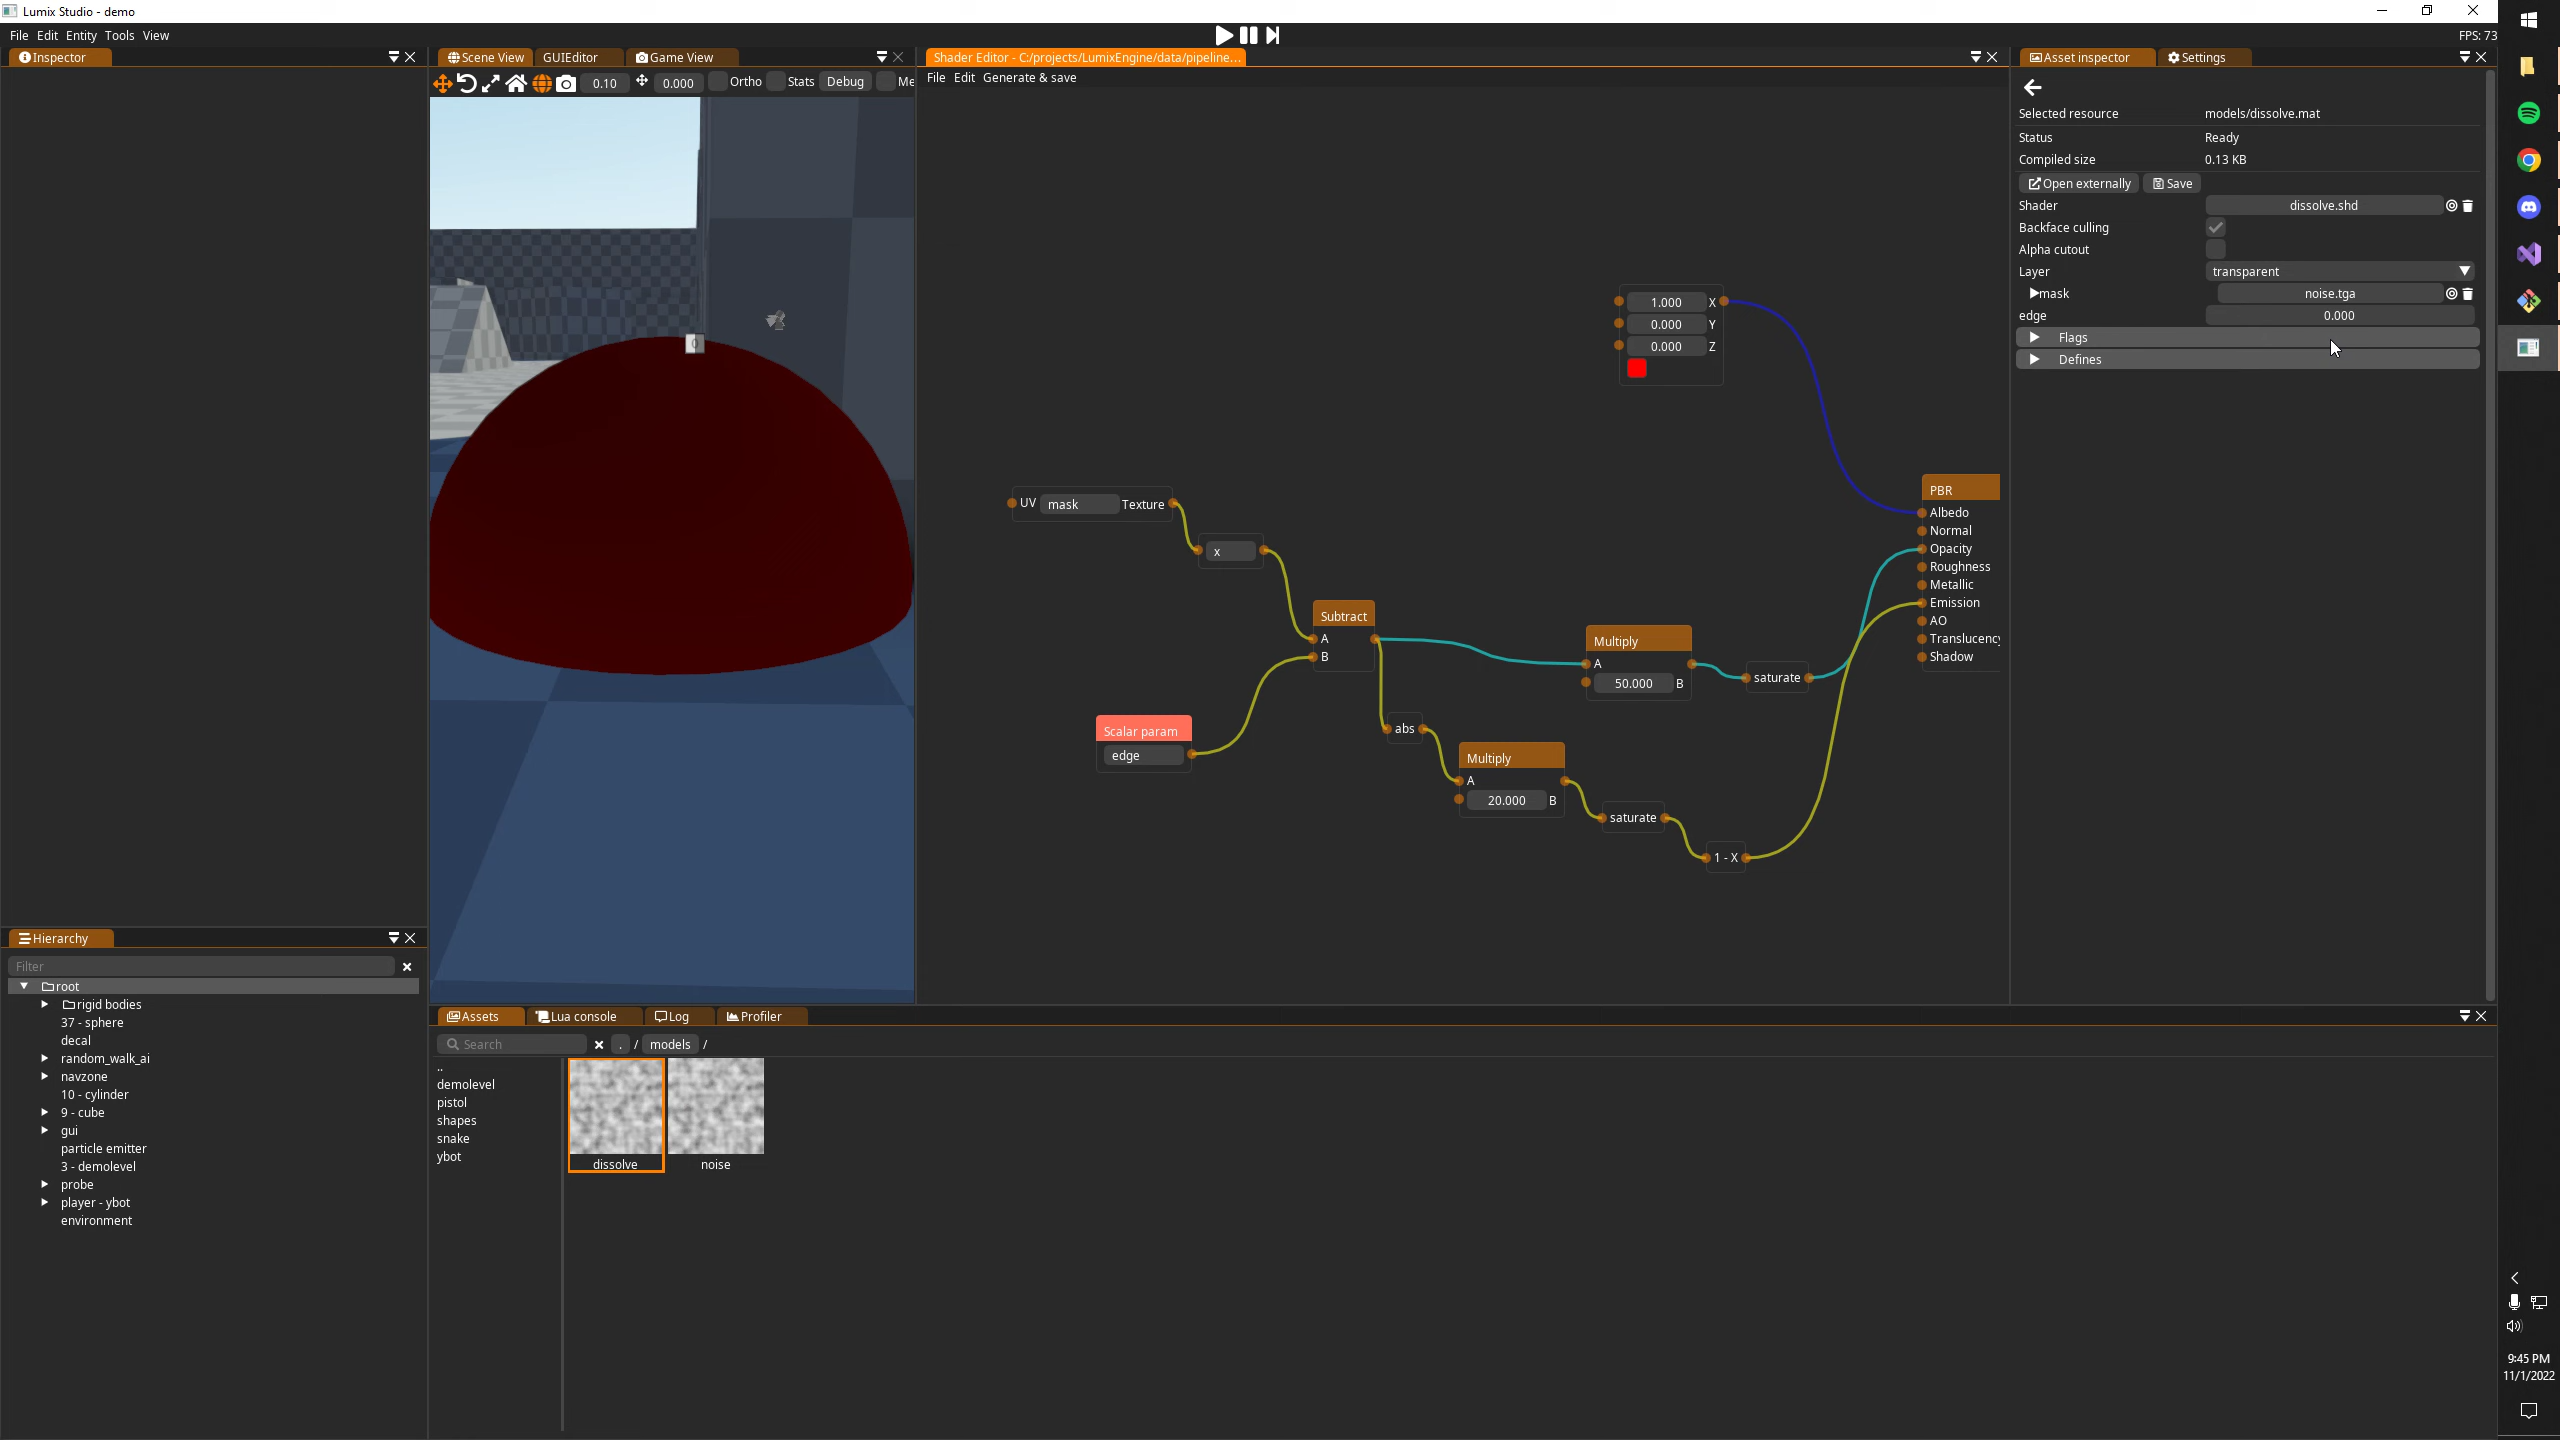 Lumix Studio - demo
File Edit Entity Tools View
FPS: 73
Inspector
Scene View GUIEditor Game View
0.10 0.000 Ortho Stats Debug Me
0
Shader Editor - C:/projects/LumixEngine/data/pipeline...
File Edit Generate & save
1.000 X
0.000 Y
0.000 Z
UV mask Texture
x
Subtract
A
B
Scalar param
edge
abs
Multiply
A
50.000 B
saturate
Multiply
A
20.000 B
saturate
1 - X
PBR
Albedo
Normal
Opacity
Roughness
Metallic
Emission
AO
Translucency
Shadow
Asset inspector Settings
Selected resource models/dissolve.mat
Status Ready
Compiled size 0.13 KB
Open externally Save
Shader dissolve.shd
Backface culling
Alpha cutout
Layer transparent
mask noise.tga
edge 0.000
Flags
Defines
Hierarchy
Filter
root
rigid bodies
37 - sphere
decal
random_walk_ai
navzone
10 - cylinder
9 - cube
gui
particle emitter
3 - demolevel
probe
player - ybot
environment
Assets Lua console Log Profiler
Search . / models /
..
demolevel
pistol
shapes
snake
ybot
dissolve noise
9:45 PM
11/1/2022